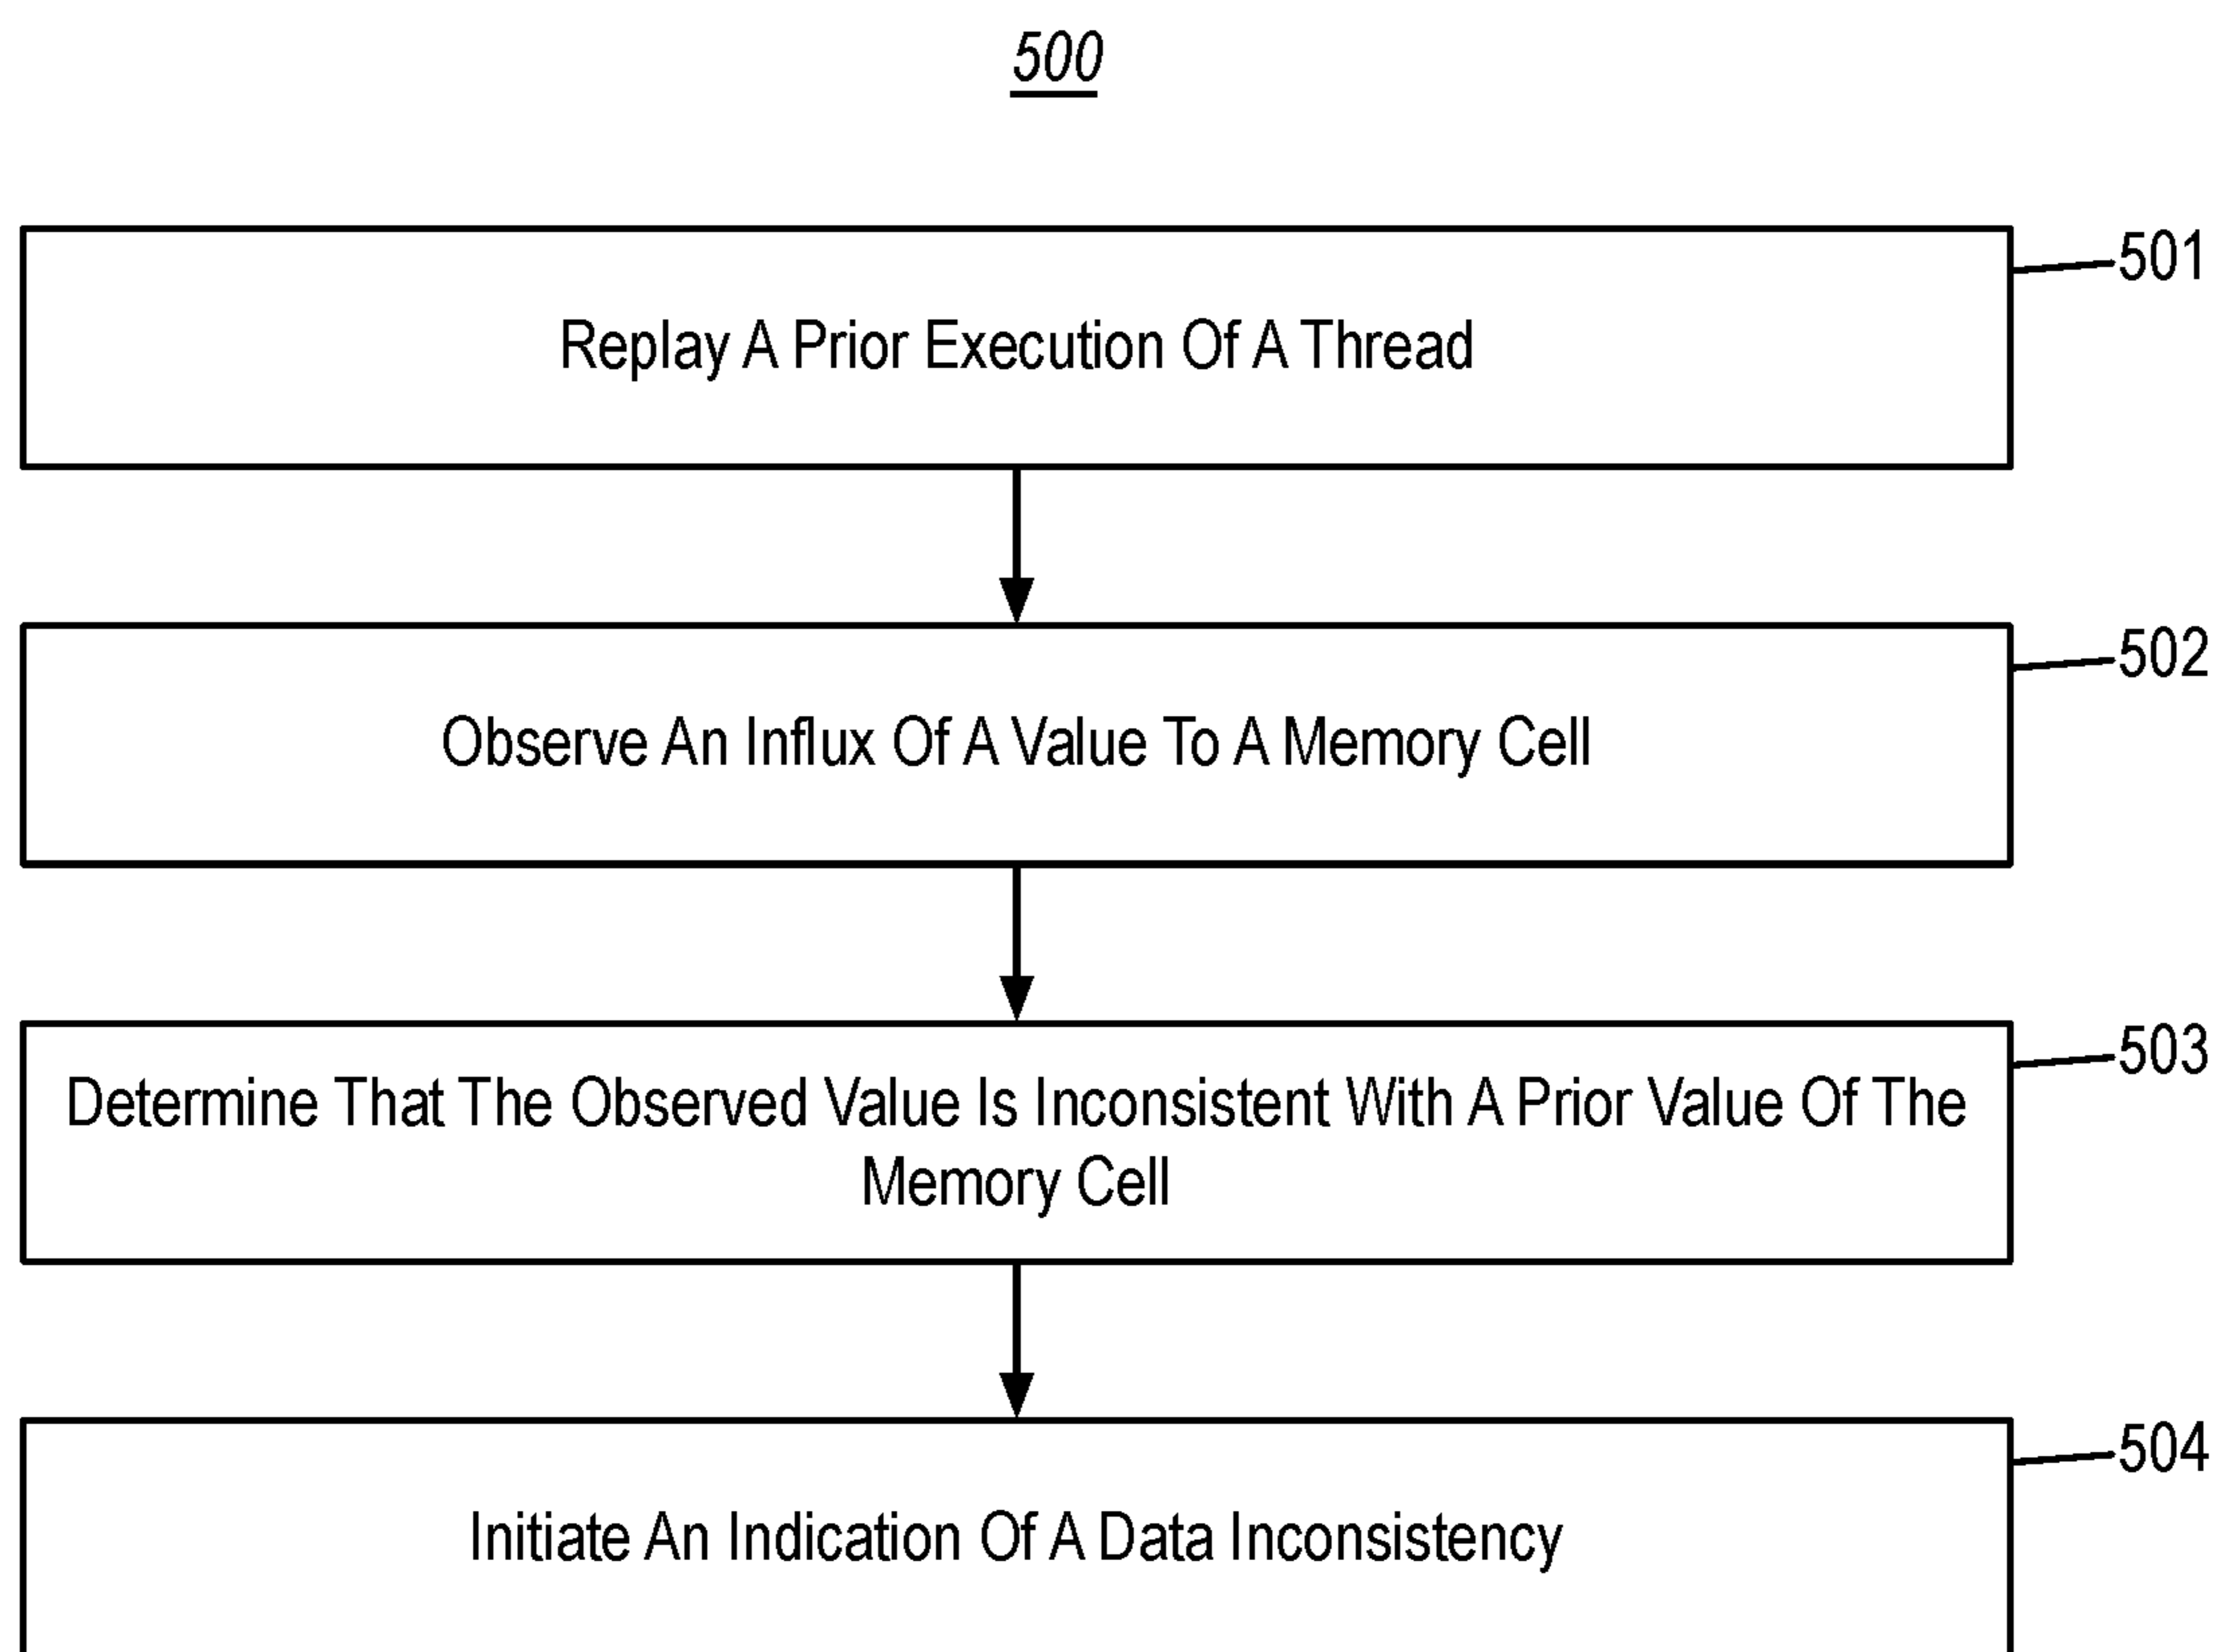 500
501
Replay A Prior Execution Of A Thread
502
Observe An Influx Of A Value To A Memory Cell
503
Determine That The Observed Value Is Inconsistent With A Prior Value Of The
Memory Cell
504
Initiate An Indication Of A Data Inconsistency